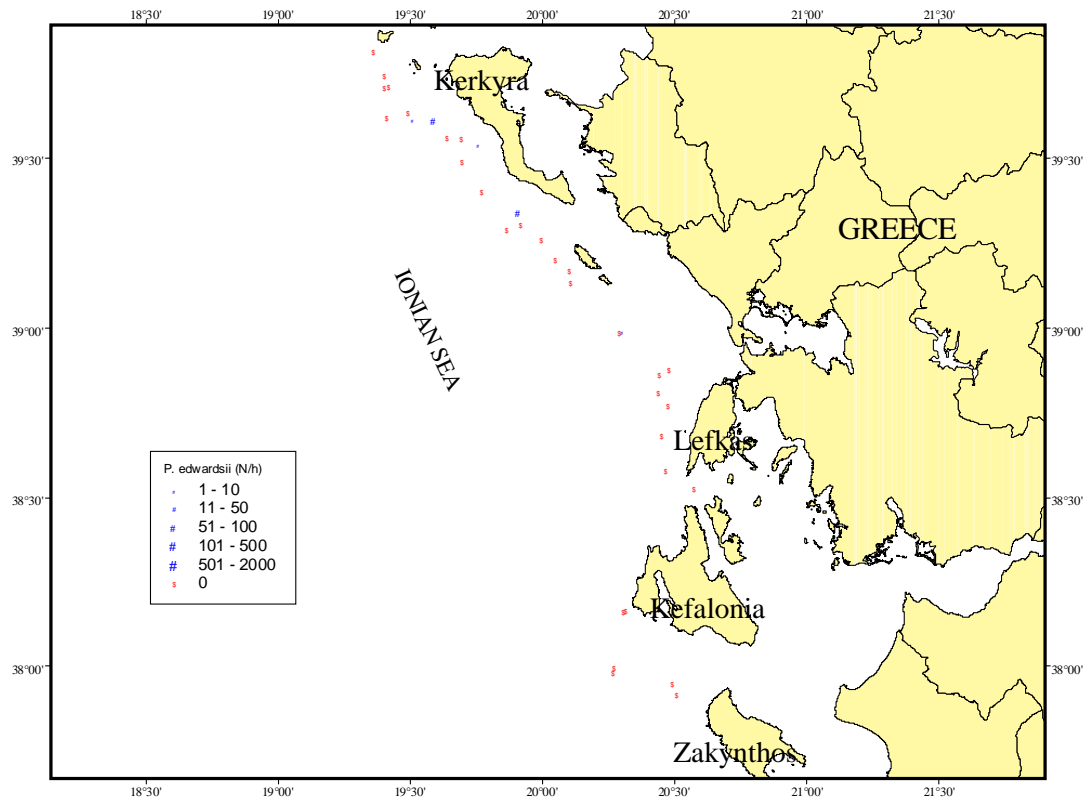 18°30' 19°00' 19°30' 20°00' 20°30' 21°00' 21°30'
Kerkyra
39°30' 39°30'
GREECE
IONIAN SEA
39°00' 39°00'
Lefkas
P. edwardsii (N/h)
1 - 10
11 - 50
51 - 100
101 - 500
501 - 2000
0
38°30' 38°30'
Kefalonia
38°00' 38°00'
Zakynthos
18°30' 19°00' 19°30' 20°00' 20°30' 21°00' 21°30'